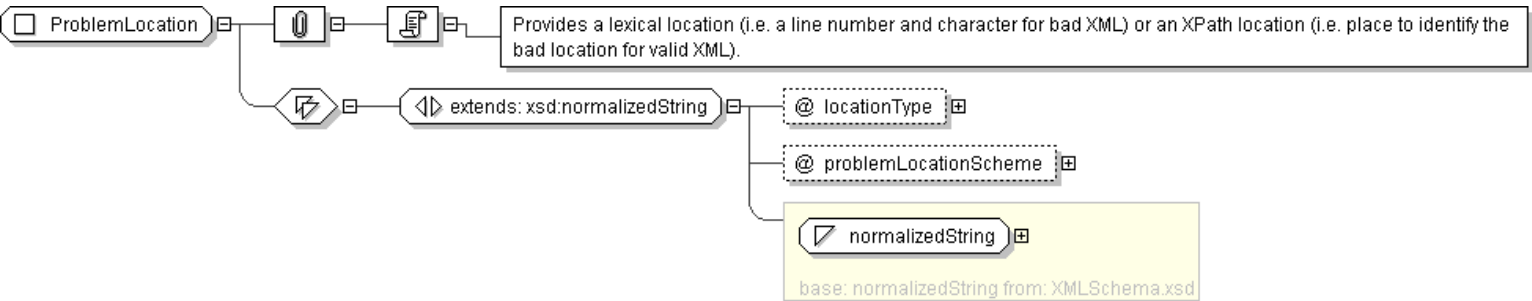 ProblemLocation
Provides a lexical location (i.e. a line number and character for bad XML) or an XPath location (i.e. place to identify the
bad location for valid XML).
extends: xsd:normalizedString
@ locationType
@ problemLocationScheme
normalizedString
base: normalizedString from: XMLSchema.xsd